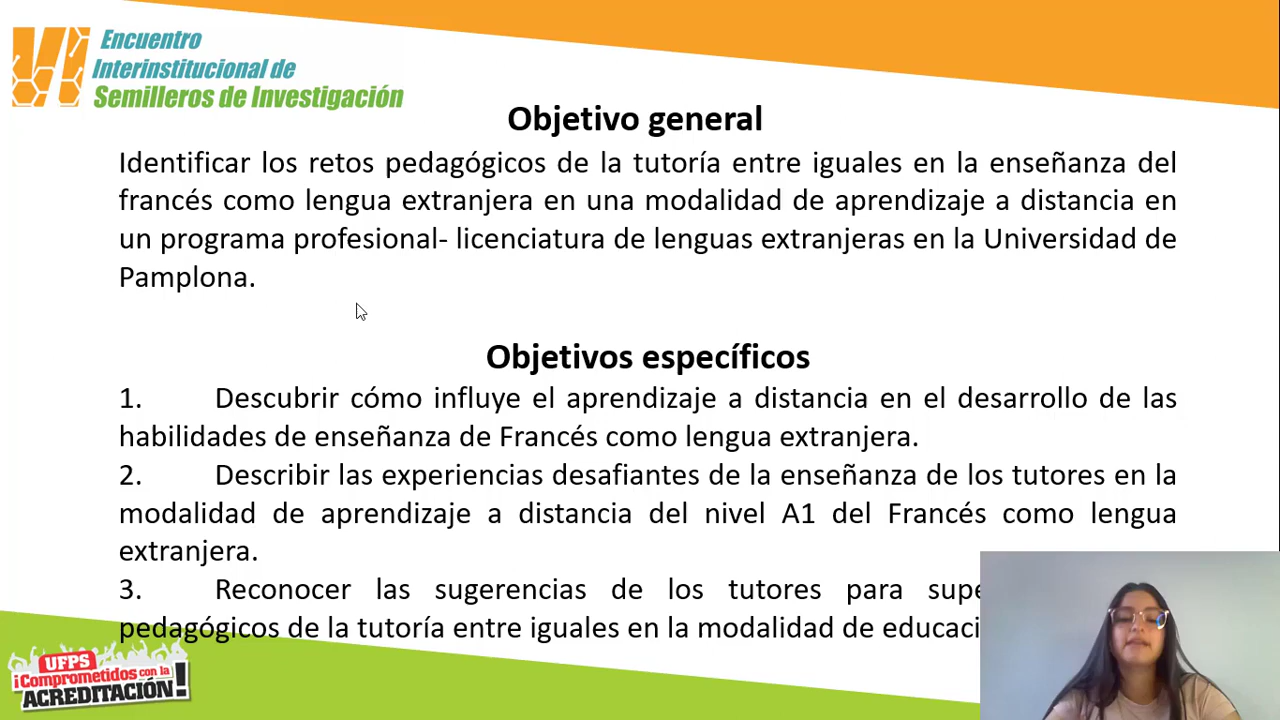 Encuentro
Interinstitucional de
Semilleros de Investigación
Objetivo general
Identificar los retos pedagógicos de la tutoría entre iguales en la enseñanza del
francés como lengua extranjera en una modalidad de aprendizaje a distancia en
un programa profesional- licenciatura de lenguas extranjeras en la Universidad de
Pamplona.
Objetivos específicos
1. Descubrir cómo influye el aprendizaje a distancia en el desarrollo de las
habilidades de enseñanza de Francés como lengua extranjera.
2. Describir las experiencias desafiantes de la enseñanza de los tutores en la
modalidad de aprendizaje a distancia del nivel A1 del Francés como lengua
extranjera.
3. Reconocer las sugerencias de los tutores para
pedagógicos de la tutoría entre iguales en la modalidad de
UFPS
¡Comprometidos con la
ACREDITACIÓN!